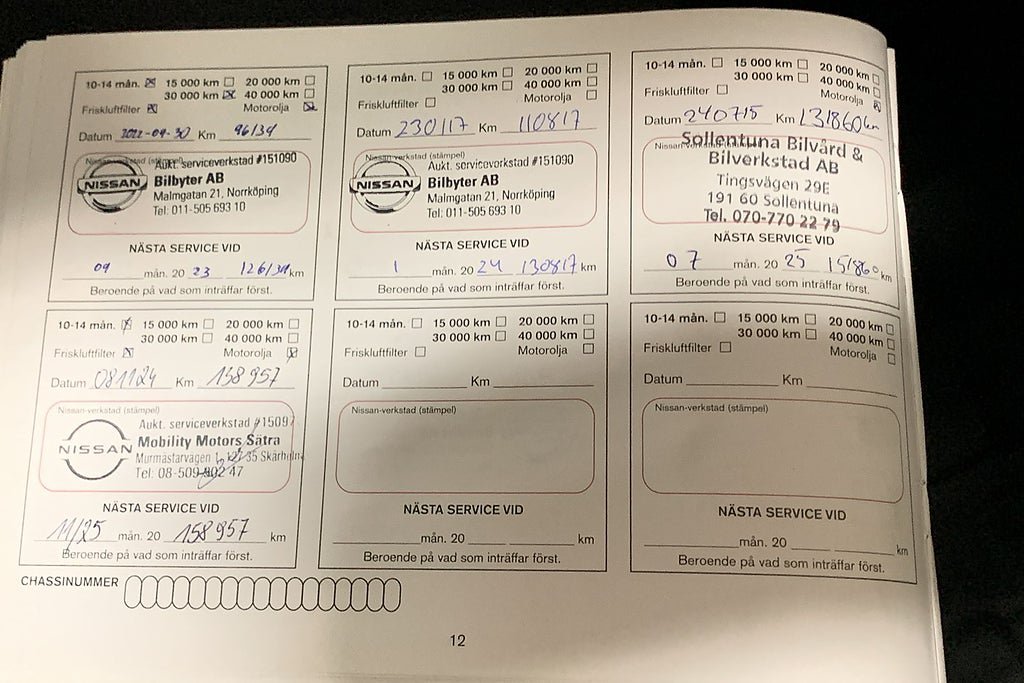 10-14 mån. 15 000 km 20 000 km
30 000 km 40 000 km
Friskluftfilter Motorolja
Datum 2022-09-30 Km 96134
Nissan-verkstad (stämpel)
Aukt. serviceverkstad #151090
NISSAN Bilbyter AB
Malmgatan 21, Norrköping
Tel: 011-505 693 10
NÄSTA SERVICE VID
09 mån. 20 23 126134 km
Beroende på vad som inträffar först.
10-14 mån. 15 000 km 20 000 km
30 000 km 40 000 km
Friskluftfilter Motorolja
Datum 230117 Km 110817
Nissan-verkstad (stämpel)
Aukt. serviceverkstad #151090
NISSAN Bilbyter AB
Malmgatan 21, Norrköping
Tel: 011-505 693 10
NÄSTA SERVICE VID
1 mån. 20 24 130817 km
Beroende på vad som inträffar först.
10-14 mån. 15 000 km 20 000 km
30 000 km 40 000 km
Friskluftfilter Motorolja
Datum 240715 Km 131860 km
Sollentuna Bilvård &
Bilverkstad AB
Tingsvägen 29E
191 60 Sollentuna
Tel. 070-770 22 79
NÄSTA SERVICE VID
07 mån. 20 25 151860 km
Beroende på vad som inträffar först.
10-14 mån. 15 000 km 20 000 km
30 000 km 40 000 km
Friskluftfilter Motorolja
Datum 081124 Km 158957
Nissan-verkstad (stämpel)
Aukt. serviceverkstad #15097
NISSAN Mobility Motors Sätra
Murmästarvägen 35 Skärholm
Tel: 08-509 47
NÄSTA SERVICE VID
11/25 mån. 20 158957 km
Beroende på vad som inträffar först.
10-14 mån. 15 000 km 20 000 km
30 000 km 40 000 km
Friskluftfilter Motorolja
Datum Km
Nissan-verkstad (stämpel)
NÄSTA SERVICE VID
mån. 20 km
Beroende på vad som inträffar först.
10-14 mån. 15 000 km 20 000 km
30 000 km 40 000 km
Friskluftfilter Motorolja
Datum Km
Nissan-verkstad (stämpel)
NÄSTA SERVICE VID
mån. 20 km
Beroende på vad som inträffar först.
CHASSINUMMER
12